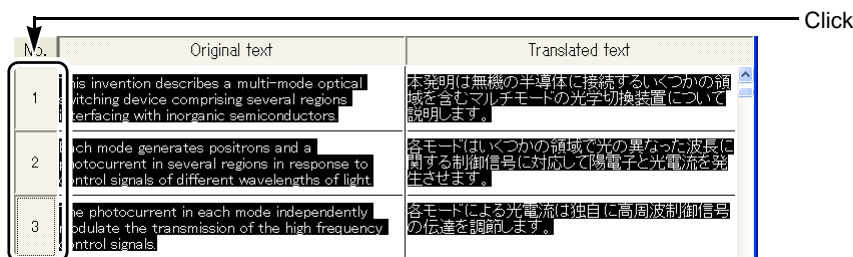 Click
No. Original text Translated text
1
his invention describes a multi-mode optical
witching device comprising several regions
terfacing with inorganic semiconductors.
本発明は無機の半導体に接続するいくつかの領
域を含むマルチモードの光学切換装置について
説明します。
2
ch mode generates positrons and a
otocurrent in several regions in response to
ntrol signals of different wavelengths of light.
各モードはいくつかの領域で光の異なった波長に
関する制御信号に対応して陽電子と光電流を発
生させます。
3
e photocurrent in each mode independently
odulate the transmission of the high frequency
ontrol signals.
各モードによる光電流は独自に高周波制御信号
の伝達を調節します。